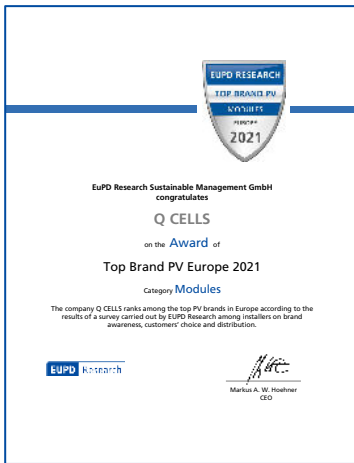 EUPD RESEARCH
TOP BRAND PV
MODULES
EUROPE
2021
EuPD Research Sustainable Management GmbH
congratulates
Q CELLS
on the Award of
Top Brand PV Europe 2021
Category Modules
The company Q CELLS ranks among the top PV brands in Europe according to the
results of a survey carried out by EUPD Research among installers on brand
awareness, customers' choice and distribution.
EUPD Research
Markus A. W. Hoehner
CEO